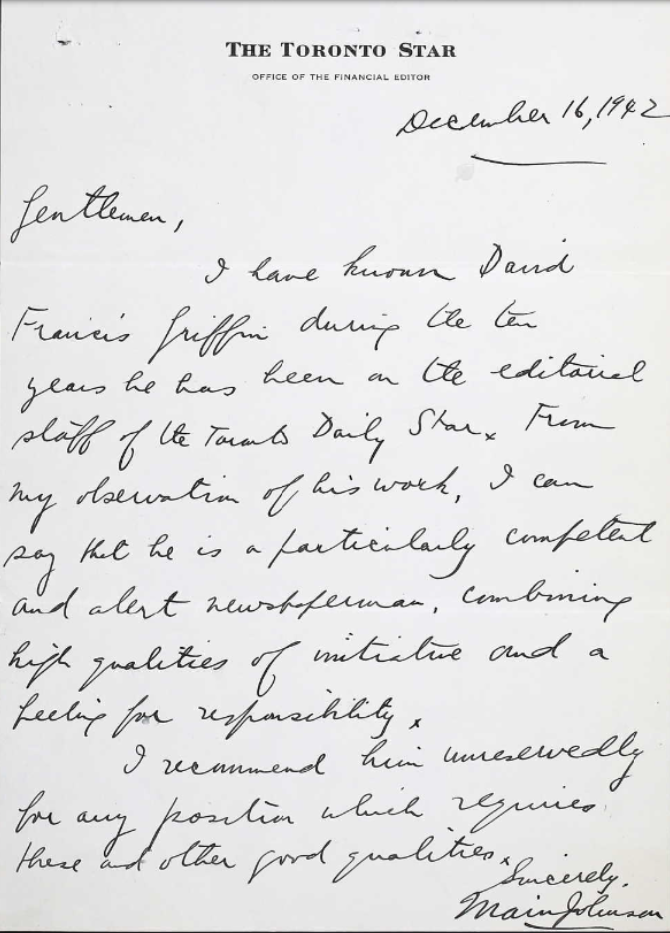 THE TORONTO STAR
OFFICE OF THE FINANCIAL EDITOR
December 16, 1942
Gentlemen,
I have known David
Francis Griffin during the ten
years he has been on the editorial
staff of the Toronto Daily Star. From
my observation of his work, I can
say that he is a particularly competent
and alert newspaperman, combining
high qualities of initiative and a
feeling for responsibility.
I recommend him unreservedly
for any position which requires
these and other good qualities.
Sincerely,
Main Johnson